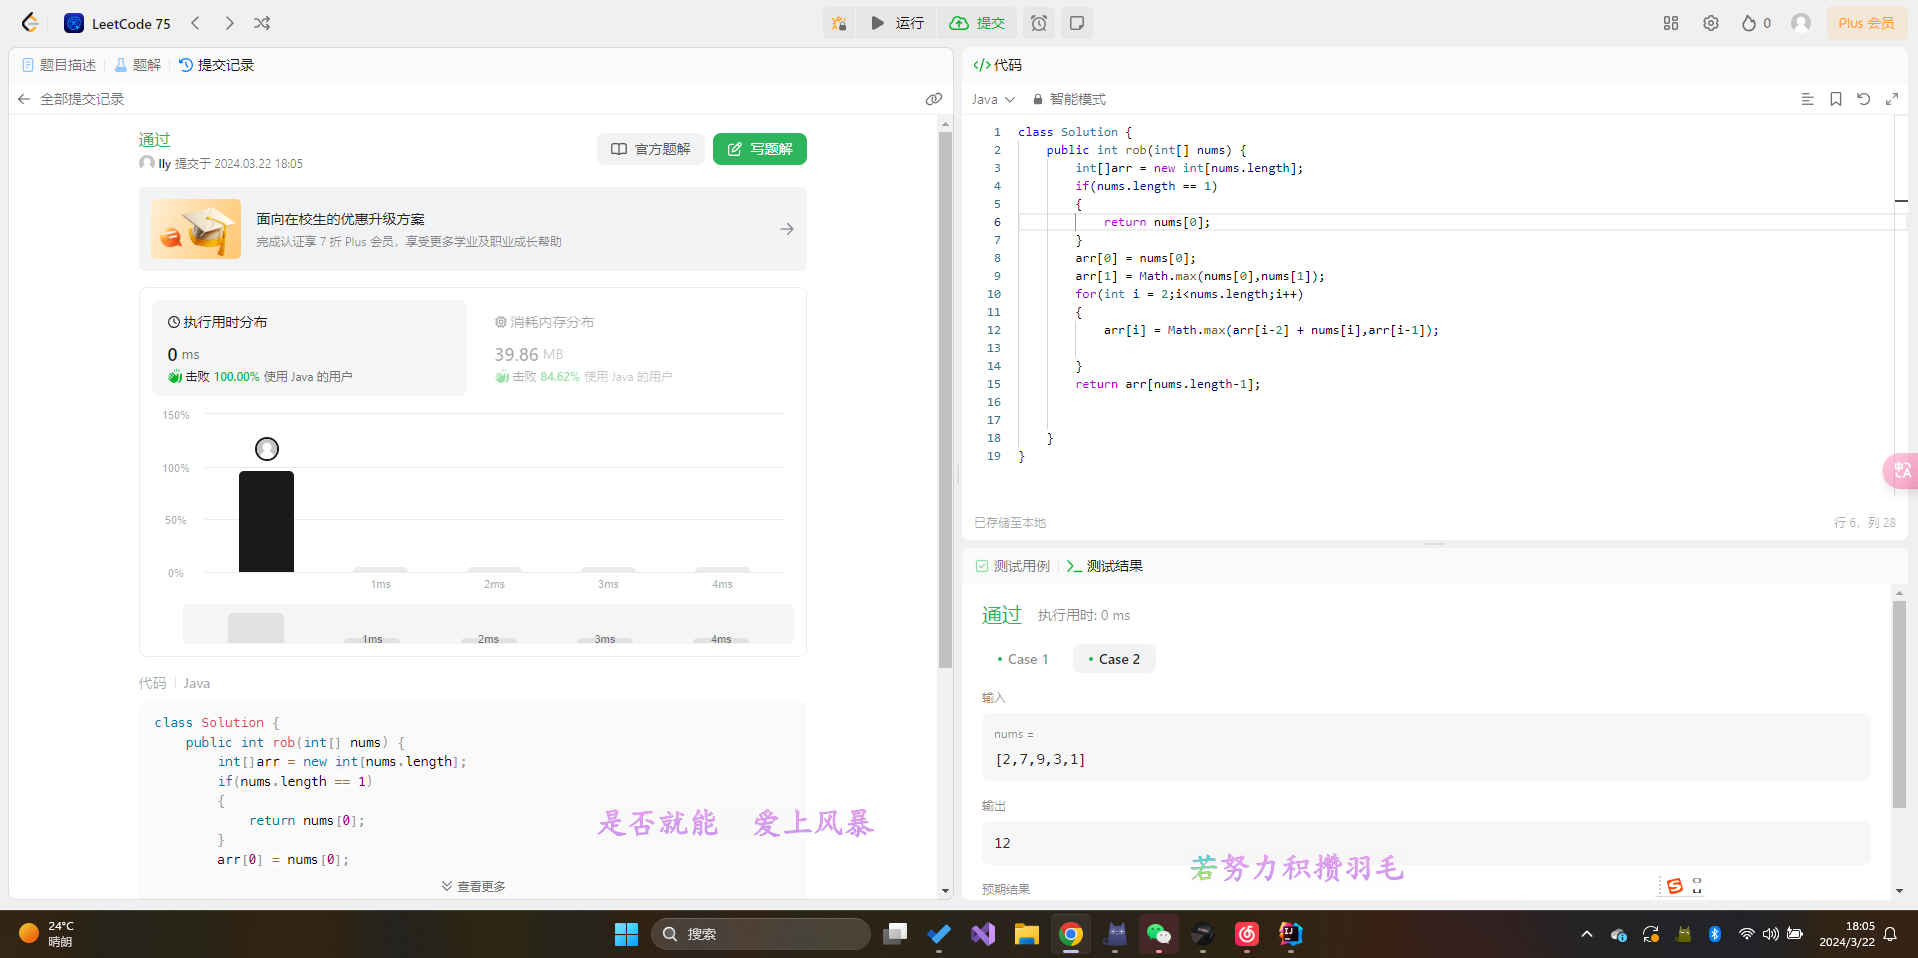 LeetCode 75
运行
提交
0
Plus 会员
题目描述
题解
提交记录
全部提交记录
通过
lly 提交于 2024.03.22 18:05
官方题解
写题解
面向在校生的优惠升级方案
完成认证享 7 折 Plus 会员，享受更多学业及职业成长帮助
执行用时分布
0 ms
击败 100.00% 使用 Java 的用户
消耗内存分布
39.86 MB
击败 84.62% 使用 Java 的用户
150%
100%
50%
0%
1ms
2ms
3ms
4ms
1ms
2ms
3ms
4ms
代码
Java
class Solution {
public int rob(int[] nums) {
int[]arr = new int[nums.length];
if(nums.length == 1)
{
return nums[0];
}
arr[0] = nums[0];
查看更多
是否就能 爱上风暴
代码
Java
智能模式
1 class Solution {
2 public int rob(int[] nums) {
3 int[]arr = new int[nums.length];
4 if(nums.length == 1)
5 {
6 return nums[0];
7 }
8 arr[0] = nums[0];
9 arr[1] = Math.max(nums[0],nums[1]);
10 for(int i = 2;i<nums.length;i++)
11 {
12 arr[i] = Math.max(arr[i-2] + nums[i],arr[i-1]);
13
14 }
15 return arr[nums.length-1];
16
17
18 }
19 }
已存储至本地
行 6，列 28
测试用例
测试结果
通过
执行用时: 0 ms
Case 1
Case 2
输入
nums =
[2,7,9,3,1]
输出
12
若努力积攒羽毛
预期结果
24°C
晴朗
搜索
18:05
2024/3/22